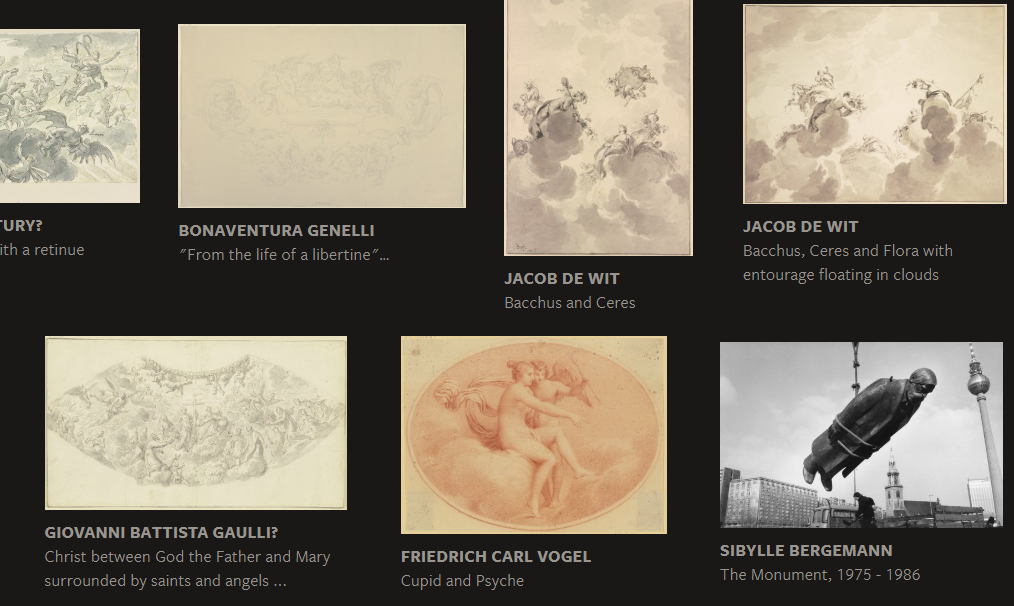 TURY?
ith a retinue
BONAVENTURA GENELLI
"From the life of a libertine"...
JACOB DE WIT
Bacchus and Ceres
JACOB DE WIT
Bacchus, Ceres and Flora with
entourage floating in clouds
GIOVANNI BATTISTA GAULLI?
Christ between God the Father and Mary
surrounded by saints and angels ...
FRIEDRICH CARL VOGEL
Cupid and Psyche
SIBYLLE BERGEMANN
The Monument, 1975 - 1986